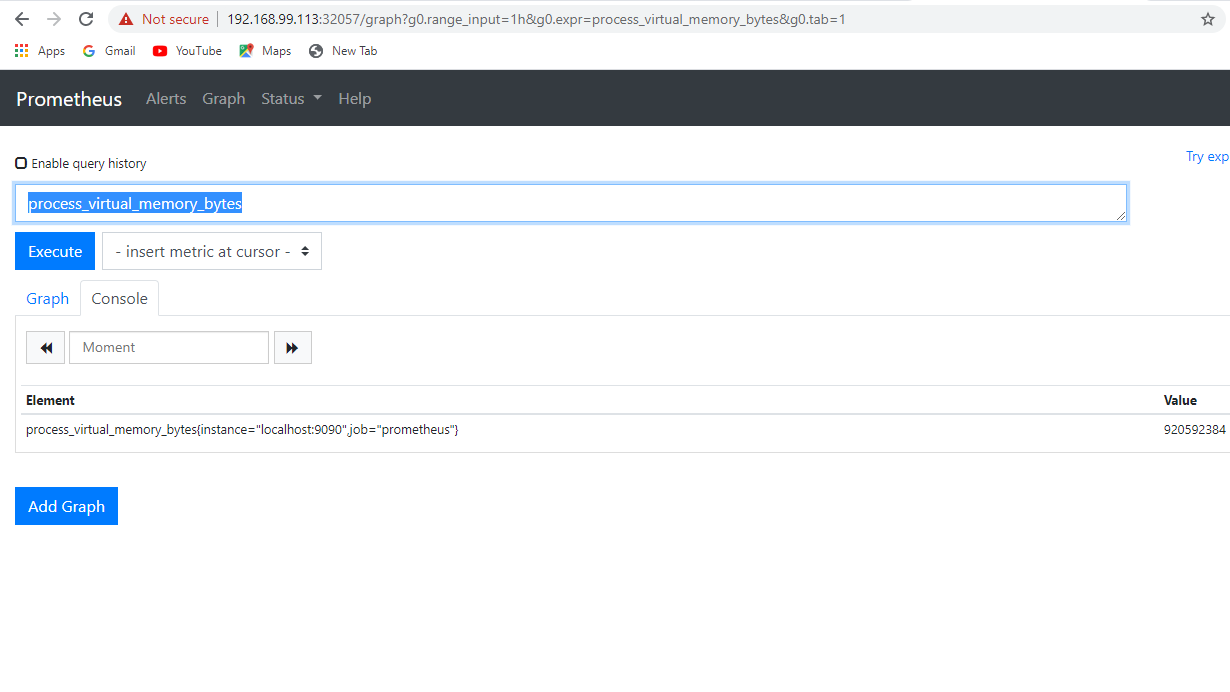 Not secure 192.168.99.113:32057/graph?g0.range_input=1h&g0.expr=process_virtual_memory_bytes&g0.tab=1
Apps Gmail YouTube Maps New Tab
Prometheus Alerts Graph Status Help
Enable query history Try exp
process_virtual_memory_bytes
Execute - insert metric at cursor -
Graph Console
Moment
Element Value
process_virtual_memory_bytes{instance="localhost:9090",job="prometheus"} 920592384
Add Graph